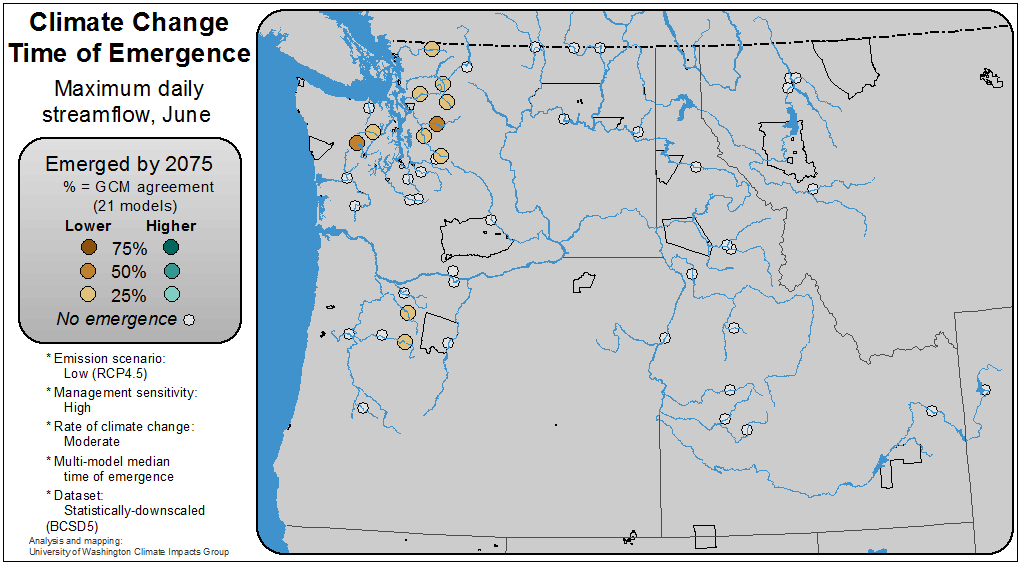 Climate Change
Time of Emergence
Maximum daily
streamflow, June
Emerged by 2075
% = GCM agreement
(21 models)
Lower Higher
75%
50%
25%
No emergence
* Emission scenario:
Low (RCP4.5)
* Management sensitivity:
High
* Rate of climate change:
Moderate
* Multi-model median
time of emergence
* Dataset:
Statistically-downscaled
(BCSD5)
Analysis and mapping:
University of Washington Climate Impacts Group